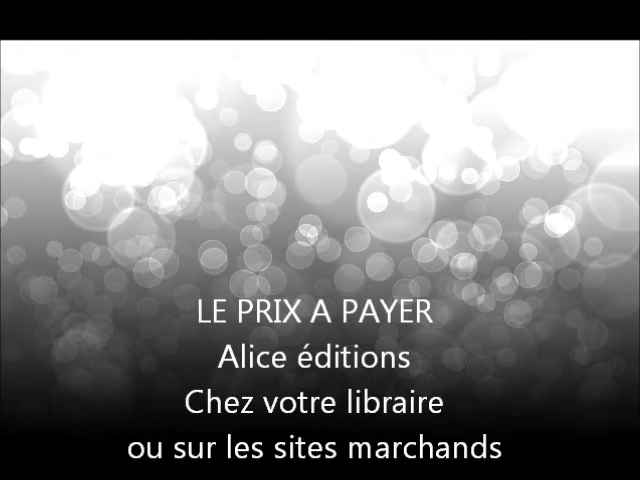 LE PRIX A PAYER
Alice éditions
Chez votre libraire
ou sur les sites marchands